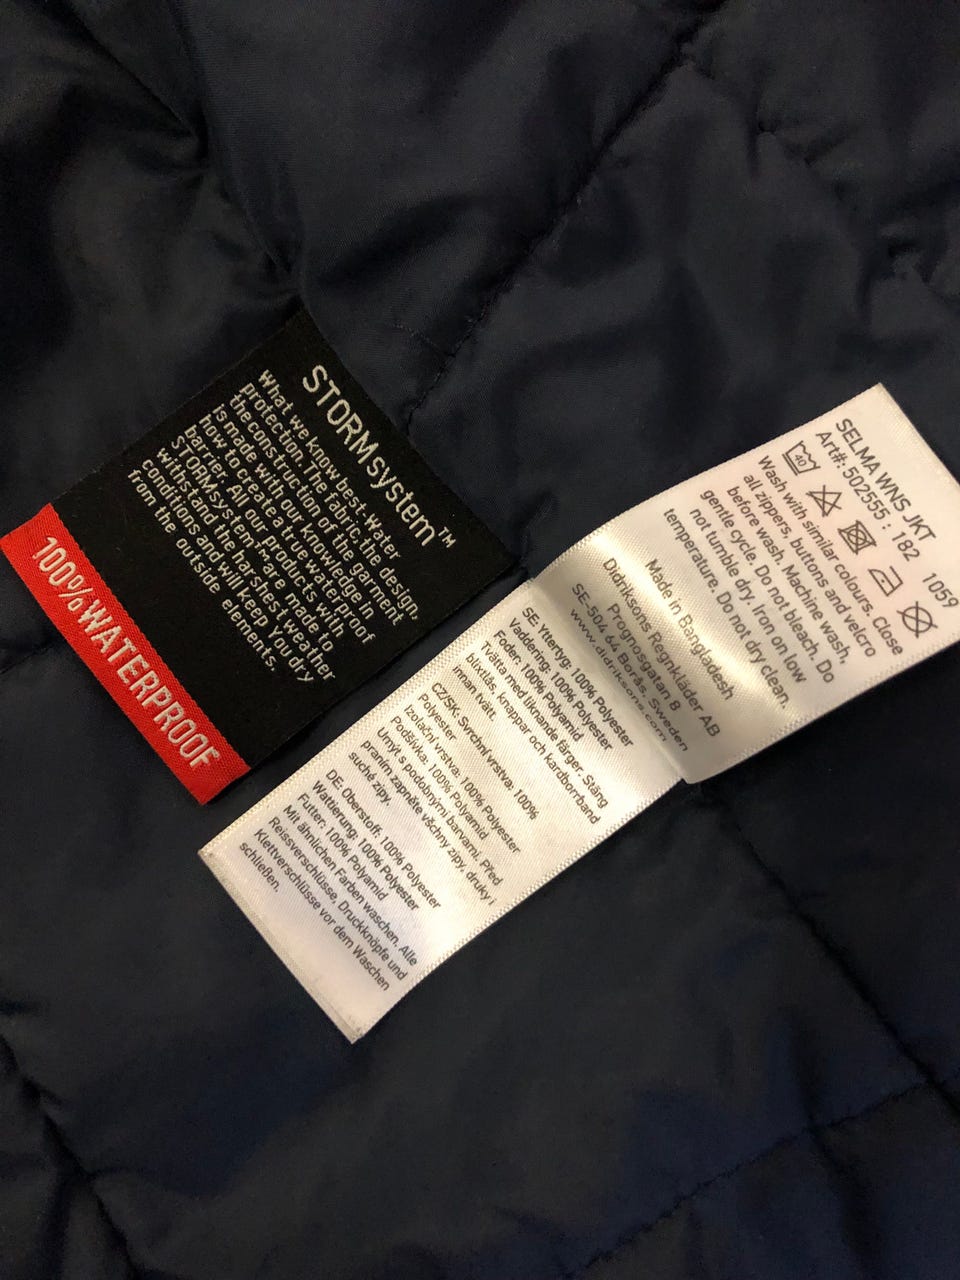 STORMsystem™
What we know best. Water
protection. The fabric, the design,
the construction of the garment
is made with our knowledge in
how to create a true waterproof
barrier. All our products with
STORMsystem are made to
withstand the harshest weather
conditions and will keep you dry
from the outside elements.
100% WATERPROOF
SELMA WNS JKT
Art#: 502555 : 182 1059
40
Wash with similar colours. Close
all zippers, buttons and velcro
before wash. Machine wash,
gentle cycle. Do not bleach. Do
not tumble dry. Iron on low
temperature. Do not dry clean.
Made in Bangladesh
Didriksons Regnkläder AB
Prognosgatan 8
SE-504 64 Borås, Sweden
www.didriksons.com
SE: Yttertyg: 100% Polyester
Vaddering: 100% Polyester
Foder: 100% Polyamid
Tvätta med liknande färger. Stäng
blixtlås, knappar och kardborrband
innan tvätt.
CZ/SK: Svrchní vrstva: 100%
Polyester
Izolační vrstva: 100% Polyester
Podšívka: 100% Polyamid
Umýt s podobnými barvami. Před
praním zapněte všchny zipy, druky i
suché zipy.
DE: Oberstoff: 100% Polyester
Wattierung: 100% Polyester
Futter: 100% Polyamid
Mit ähnlichen Farben waschen. Alle
Reissverschlüsse, Druckknöpfe und
Klettverschlüsse vor dem Waschen
schließen.